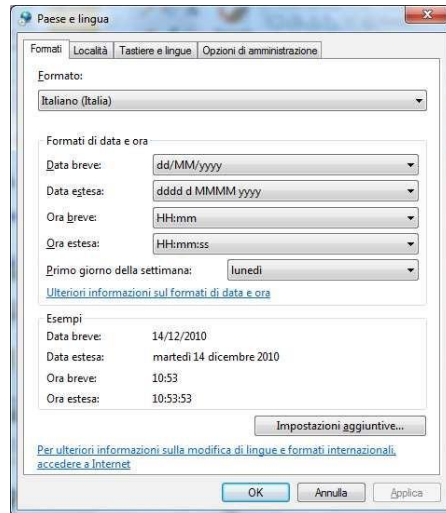 Paese e lingua
Formati Località Tastiere e lingue Opzioni di amministrazione
Formato:
Italiano (Italia)
Formati di data e ora
Data breve: dd/MM/yyyy
Data estesa: dddd d MMMM yyyy
Ora breve: HH:mm
Ora estesa: HH:mm:ss
Primo giorno della settimana: lunedì
Ulteriori informazioni sul formati di data e ora
Esempi
Data breve: 14/12/2010
Data estesa: martedì 14 dicembre 2010
Ora breve: 10:53
Ora estesa: 10:53:53
Impostazioni aggiuntive...
Per ulteriori informazioni sulla modifica di lingue e formati internazionali,
accedere a Internet
OK Annulla Applica